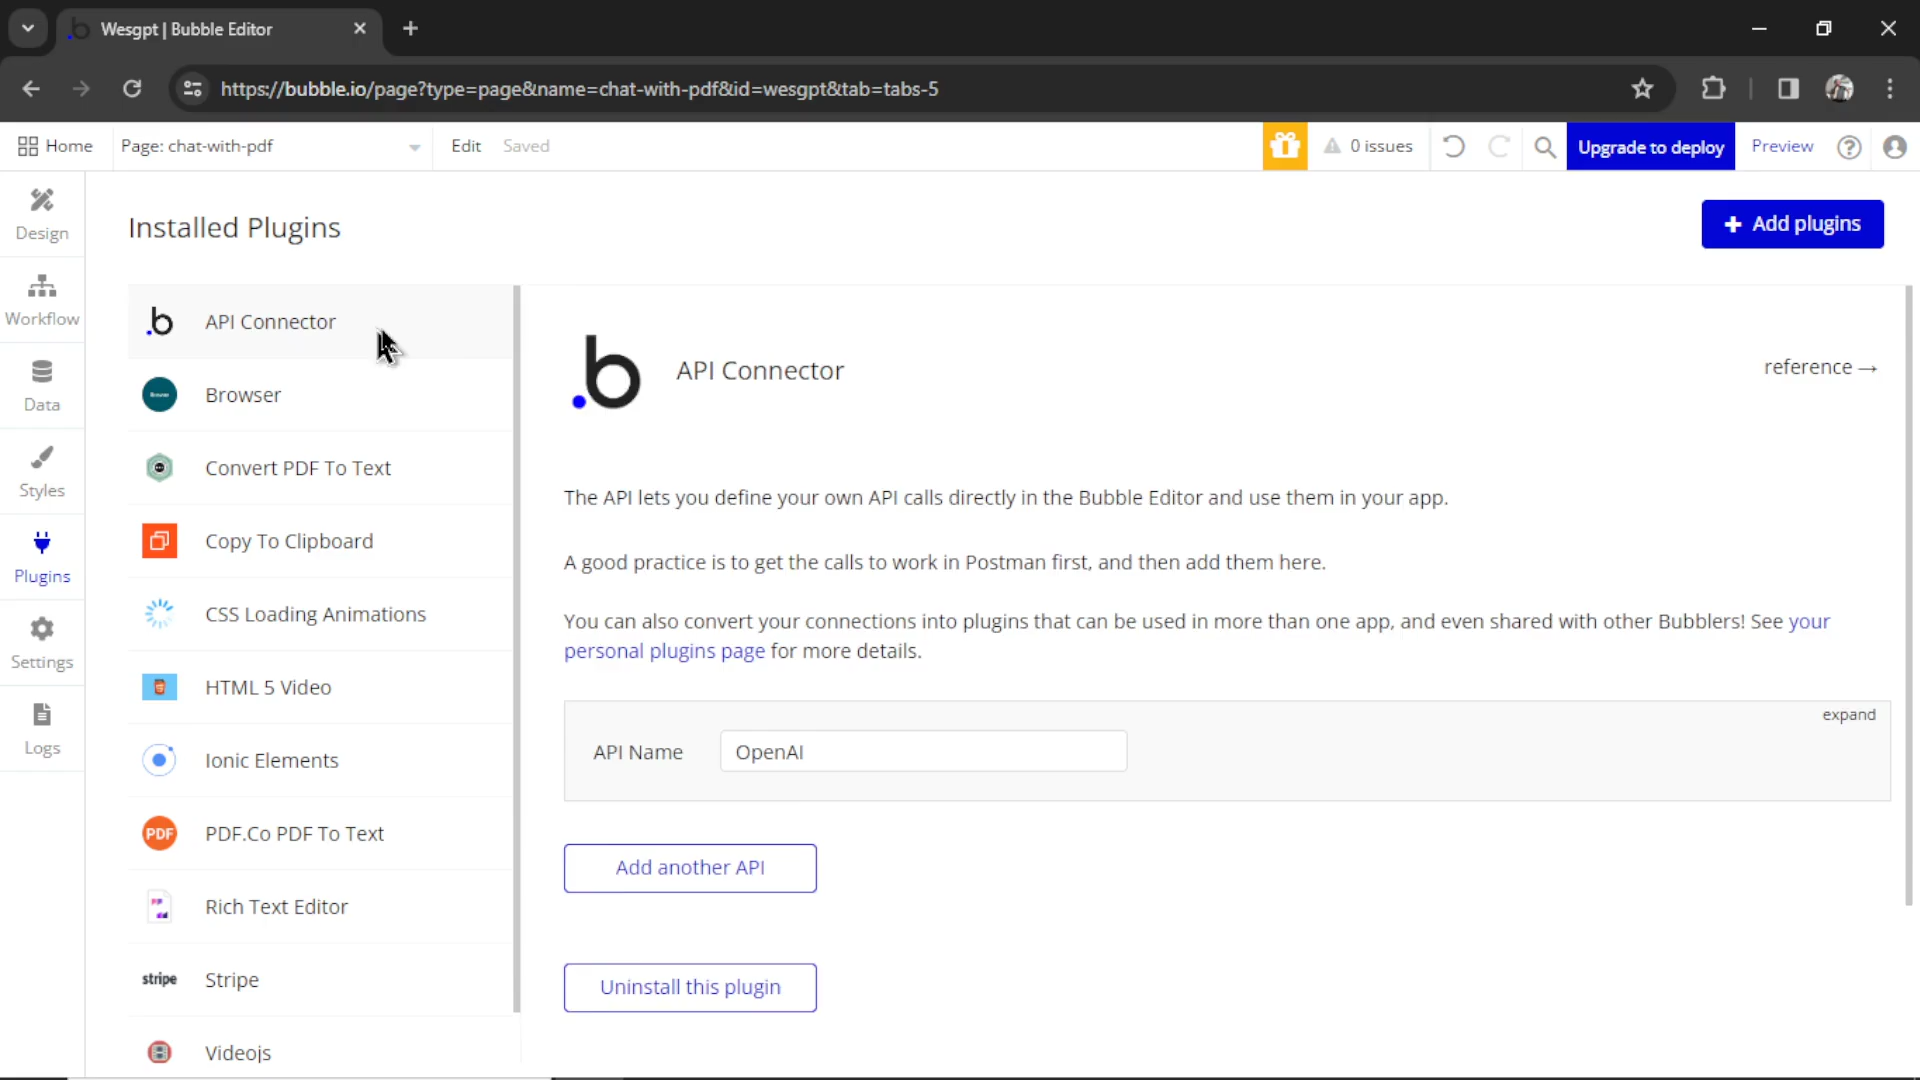 Wesgpt | Bubble Editor
https://bubble.io/page?type=page&name=chat-with-pdf&id=wesgpt&tab=tabs-5
Home
Page: chat-with-pdf
Edit
Saved
0 issues
Upgrade to deploy
Preview
Design
Workflow
Data
Styles
Plugins
Settings
Logs
Installed Plugins
Add plugins
API Connector
Browser
Convert PDF To Text
Copy To Clipboard
CSS Loading Animations
HTML 5 Video
Ionic Elements
PDF
PDF.Co PDF To Text
Rich Text Editor
stripe
Stripe
Videojs
API Connector
reference →
The API lets you define your own API calls directly in the Bubble Editor and use them in your app.
A good practice is to get the calls to work in Postman first, and then add them here.
You can also convert your connections into plugins that can be used in more than one app, and even shared with other Bubblers! See your
personal plugins page for more details.
expand
API Name
OpenAI
Add another API
Uninstall this plugin